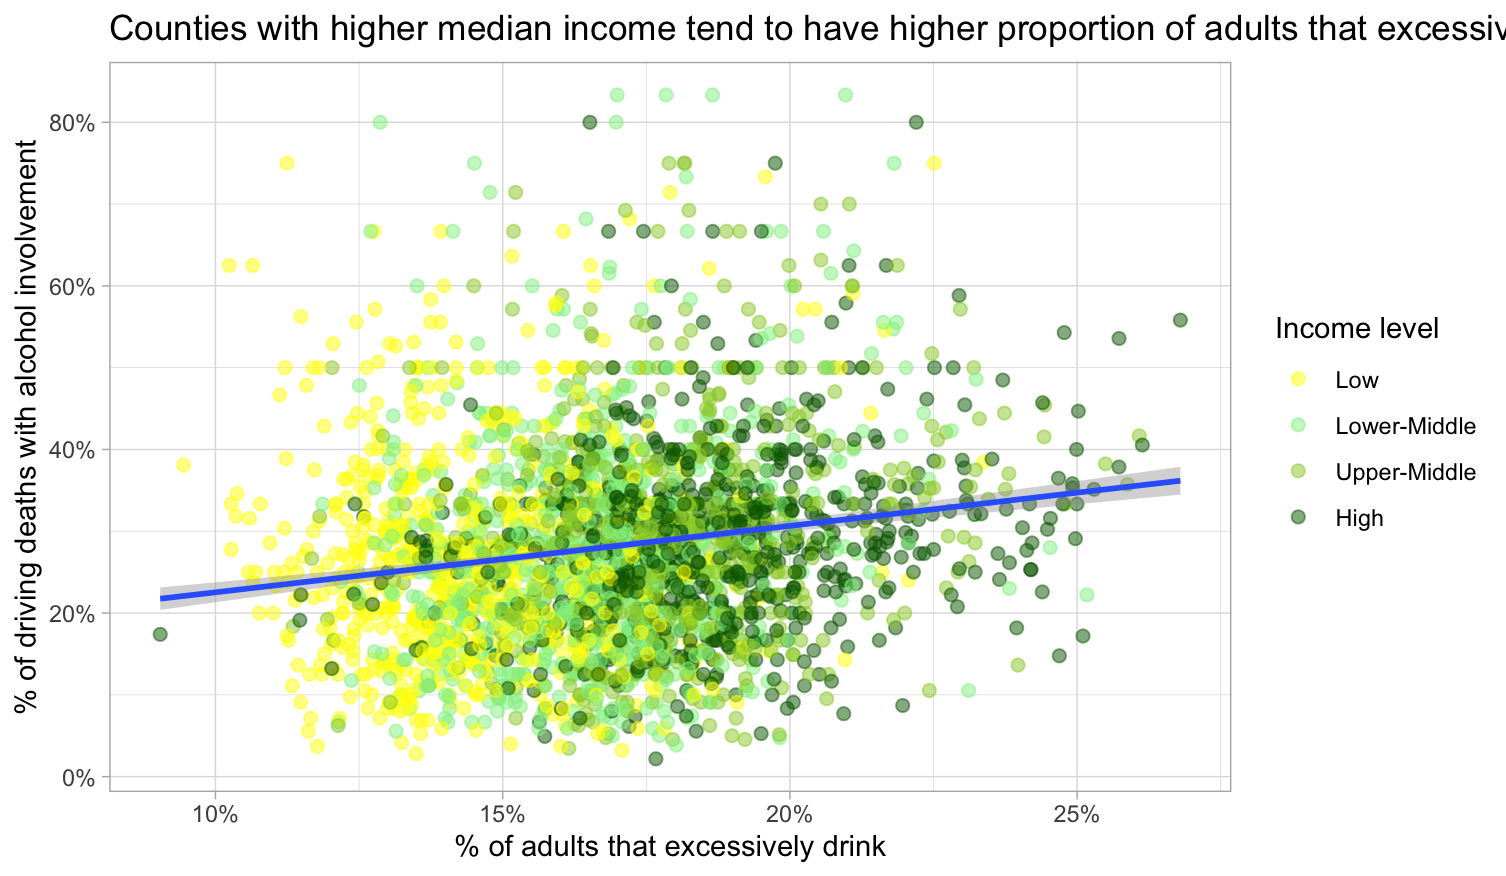 Counties with higher median income tend to have higher proportion of adults that
% of driving deaths with alcohol involvement
80%
60%
40%
20%
0%
10% 15% 20% 25%
% of adults that excessively drink
Income level
Low
Lower-Middle
Upper-Middle
High